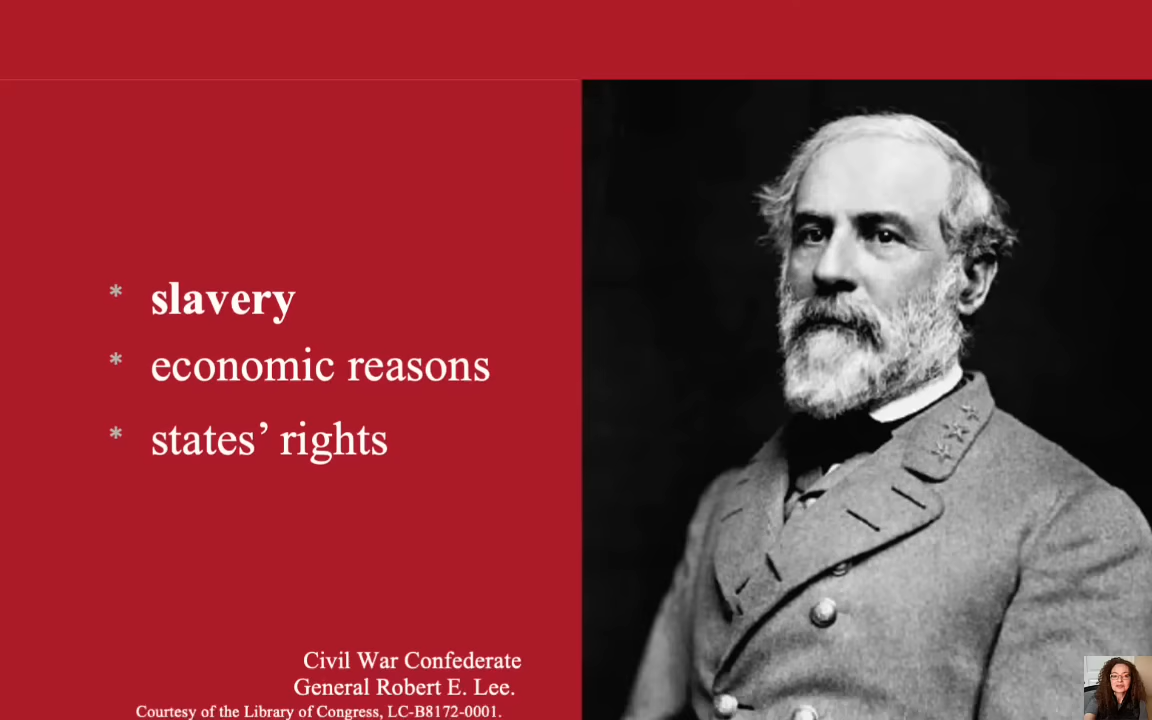 * slavery
* economic reasons
* states’ rights
Civil War Confederate
General Robert E. Lee.
Courtesy of the Library of Congress, LC-B8172-0001.